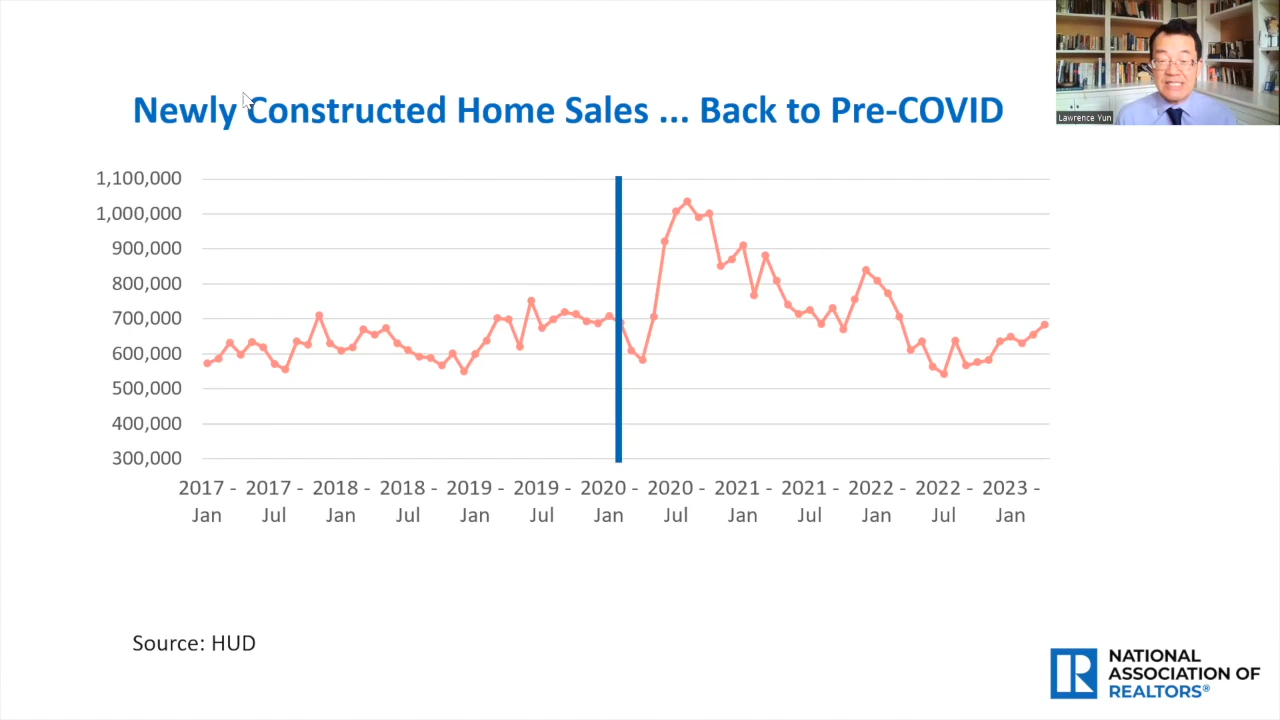 Newly Constructed Home Sales ... Back to Pre-COVID
Lawrence Yun
1,100,000
1,000,000
900,000
800,000
700,000
600,000
500,000
400,000
300,000
2017 - 2017 - 2018 - 2018 - 2019 - 2019 - 2020 - 2020 - 2021 - 2021 - 2022 - 2022 - 2023 -
Jan Jul Jan Jul Jan Jul Jan Jul Jan Jul Jan Jul Jan
Source: HUD
NATIONAL
ASSOCIATION OF
REALTORS®